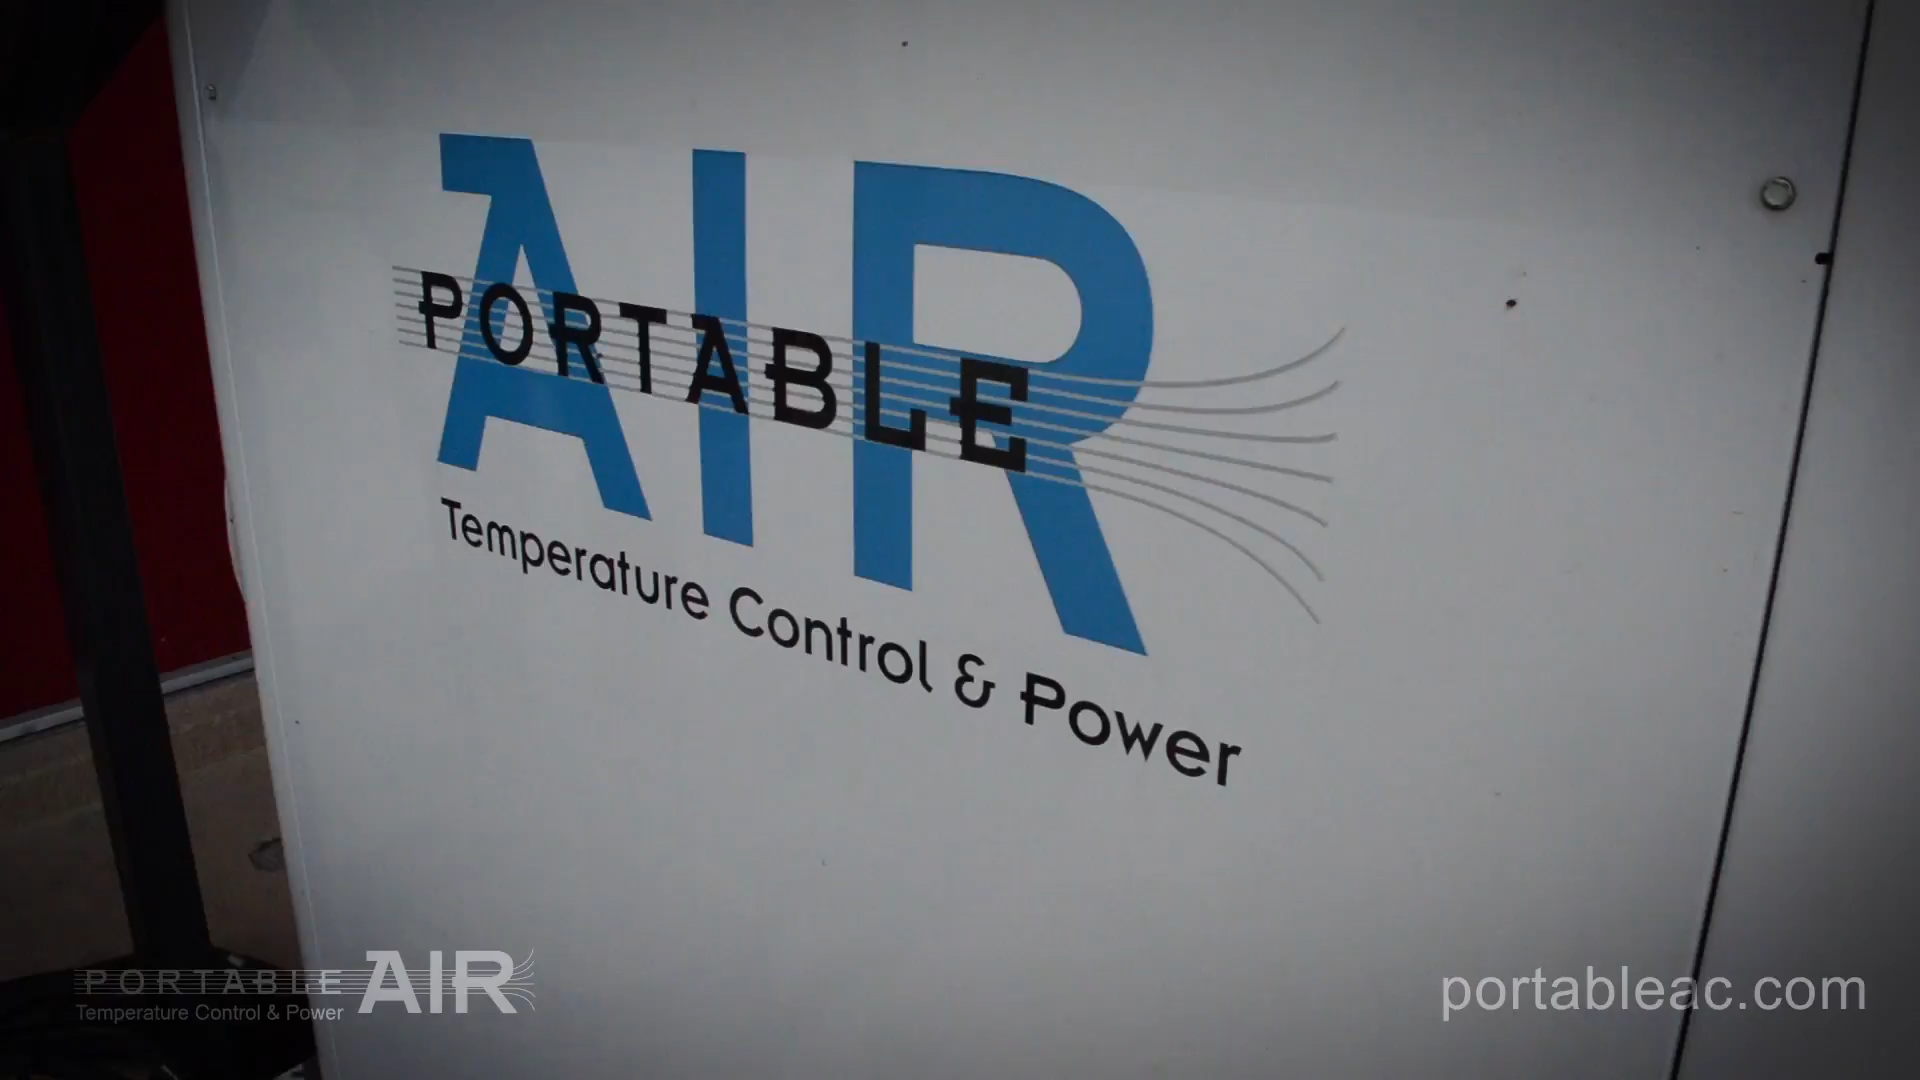 AIR
PORTABLE
Temperature Control & Power
PORTABLE AIR
Temperature Control & Power
portableac.com